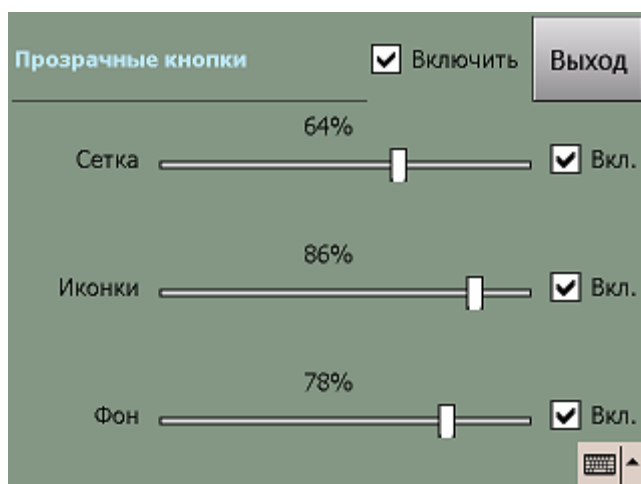 Прозрачные кнопки Включить Выход
64%
Сетка Вкл.
86%
Иконки Вкл.
78%
Фон Вкл.